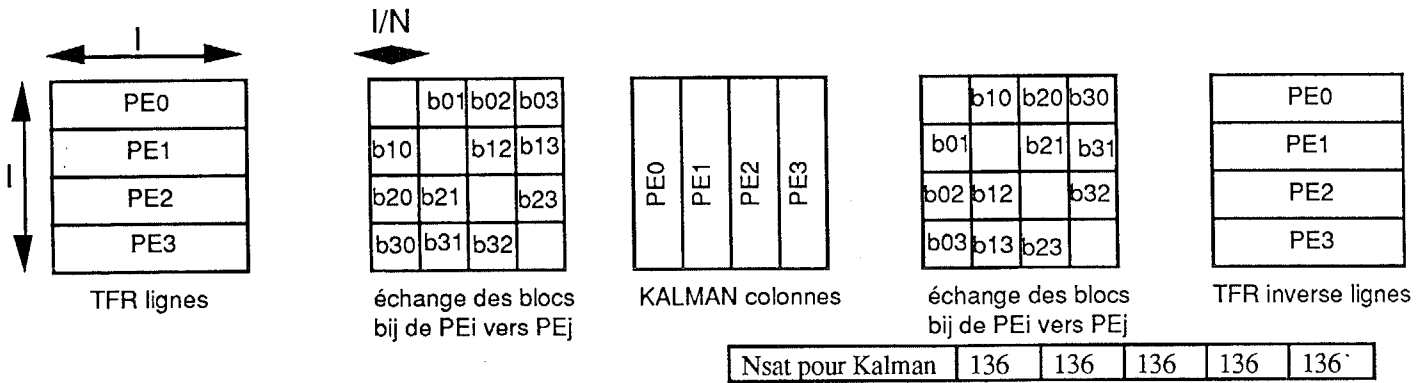 I
I/N
I
PE0
PE1
PE2
PE3
TFR lignes
b01 b02 b03
b10 b12 b13
b20 b21 b23
b30 b31 b32
échange des blocs
bij de PEi vers PEj
PE0 PE1 PE2 PE3
KALMAN colonnes
b10 b20 b30
b01 b21 b31
b02 b12 b32
b03 b13 b23
échange des blocs
bij de PEi vers PEj
PE0
PE1
PE2
PE3
TFR inverse lignes
Nsat pour Kalman 136 136 136 136 136